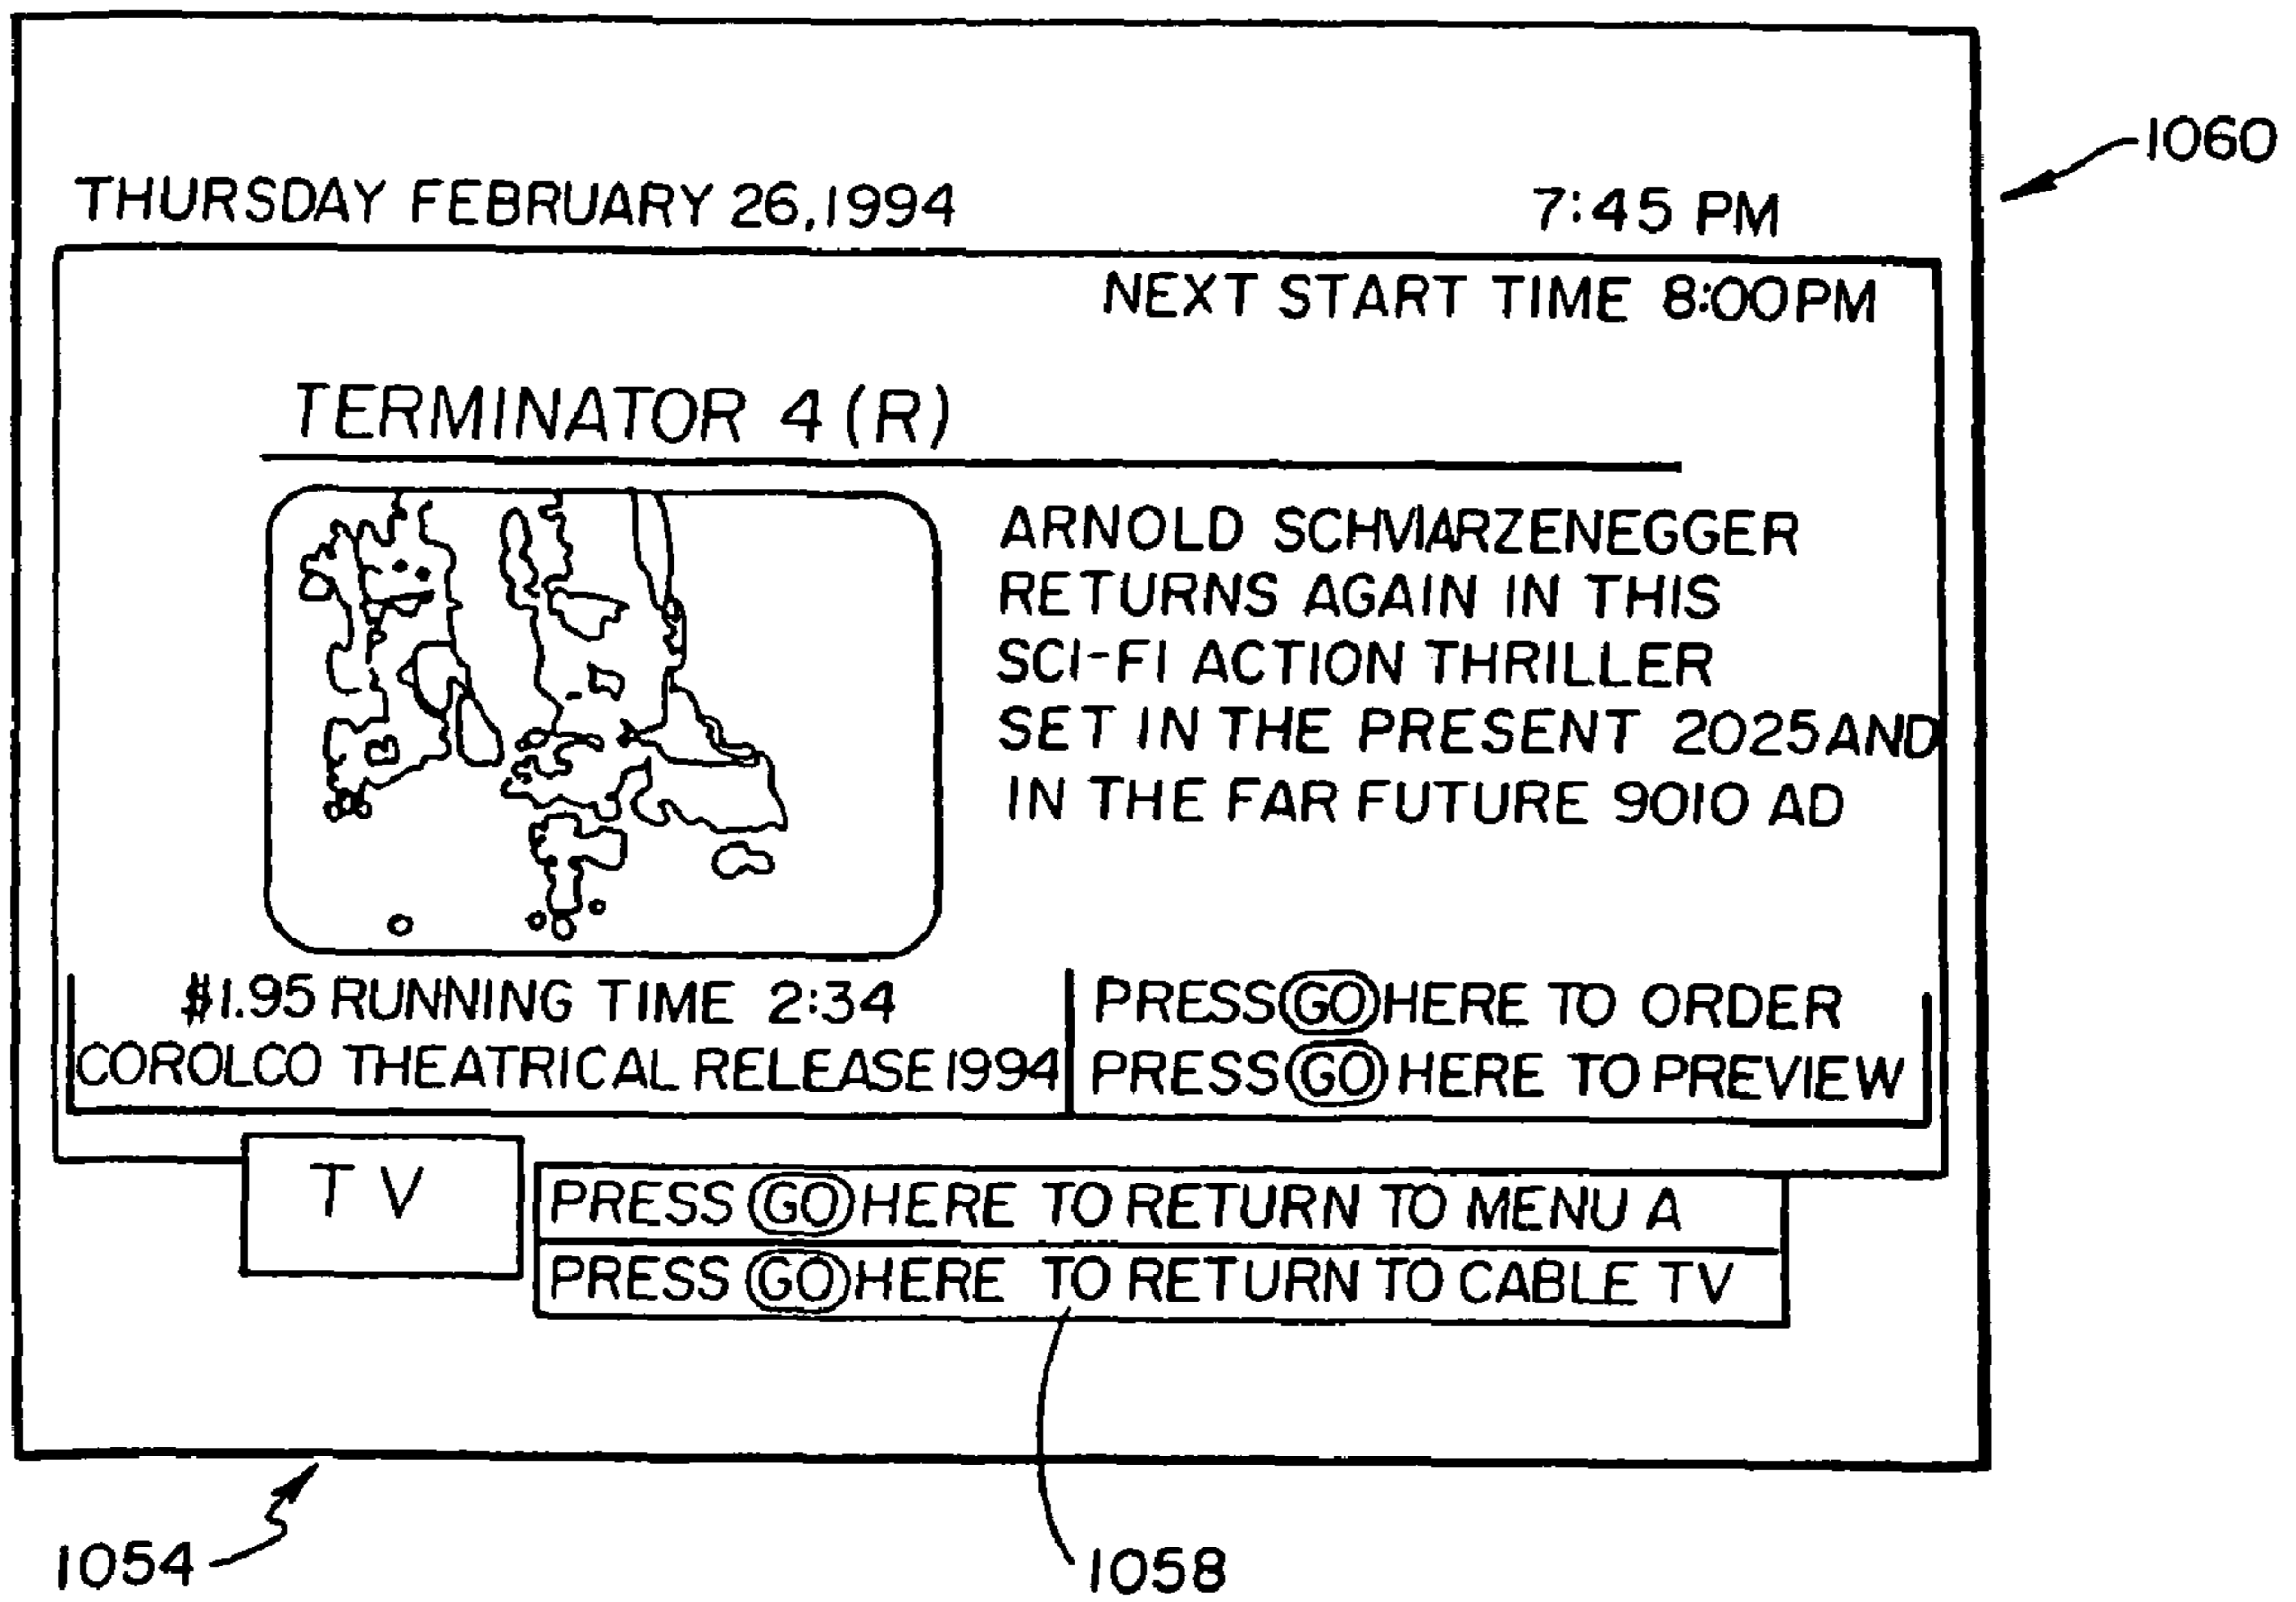 1060
THURSDAY FEBRUARY 26,1994 7:45 PM
NEXT START TIME 8:00PM
TERMINATOR 4 (R)
ARNOLD SCHWARZENEGGER
RETURNS AGAIN IN THIS
SCI-FI ACTION THRILLER
SET IN THE PRESENT 2025 AND
IN THE FAR FUTURE 9010 AD
$1.95 RUNNING TIME 2:34
COROLCO THEATRICAL RELEASE 1994
PRESS GO HERE TO ORDER
PRESS GO HERE TO PREVIEW
TV
PRESS GO HERE TO RETURN TO MENU A
PRESS GO HERE TO RETURN TO CABLE TV
1054
1058